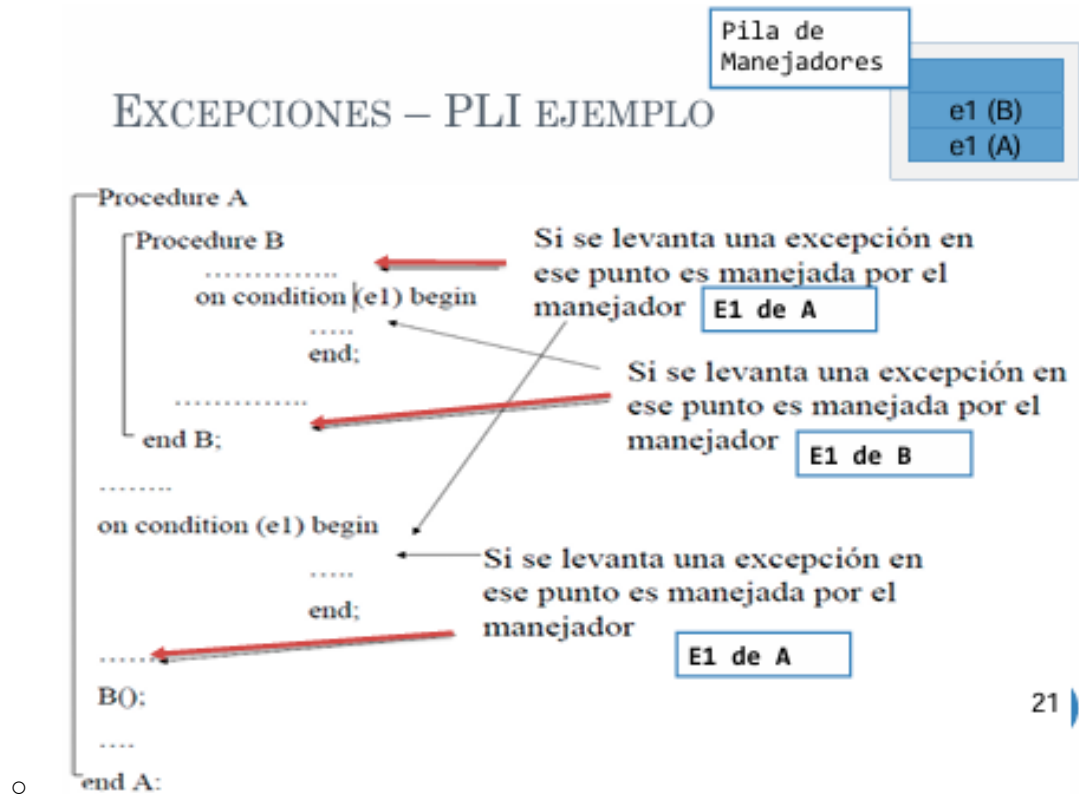 Pila de
Manejadores
EXCEPCIONES – PLI EJEMPLO
e1 (B)
e1 (A)
Procedure A
Procedure B
..............
on condition (e1) begin
.....
end;
..............
end B;
Si se levanta una excepción en
ese punto es manejada por el
manejador E1 de A
Si se levanta una excepción en
ese punto es manejada por el
manejador E1 de B
........
on condition (e1) begin
.....
end;
Si se levanta una excepción en
ese punto es manejada por el
manejador
E1 de A
.......
B();
....
end A;
21